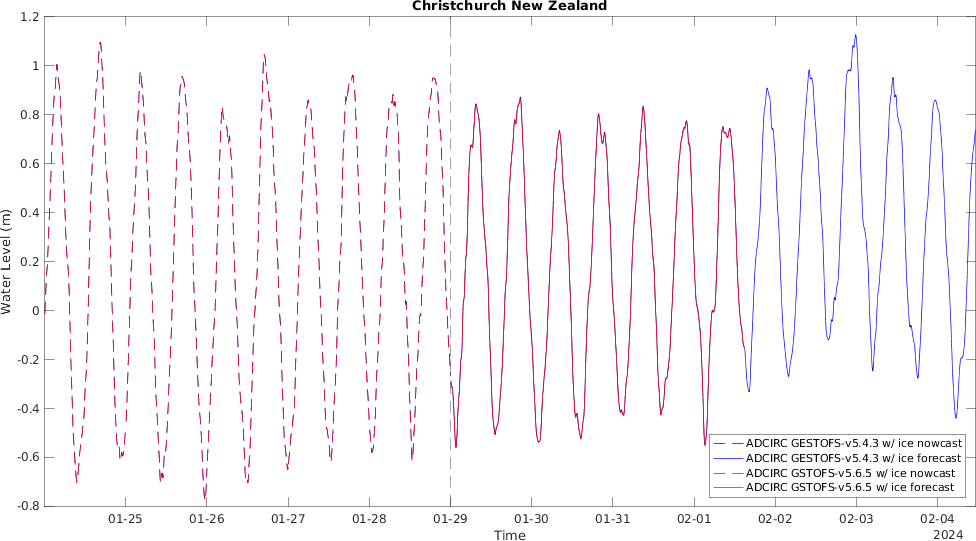 Christchurch New Zealand
1.2
1
0.8
0.6
0.4
0.2
0
-0.2
-0.4
-0.6
-0.8
Water Level (m)
01-25 01-26 01-27 01-28 01-29 01-30 01-31 02-01 02-02 02-03 02-04
Time
2024
ADCIRC GESTOFS-v5.4.3 w/ ice nowcast
ADCIRC GESTOFS-v5.4.3 w/ ice forecast
ADCIRC GSTOFS-v5.6.5 w/ ice nowcast
ADCIRC GSTOFS-v5.6.5 w/ ice forecast